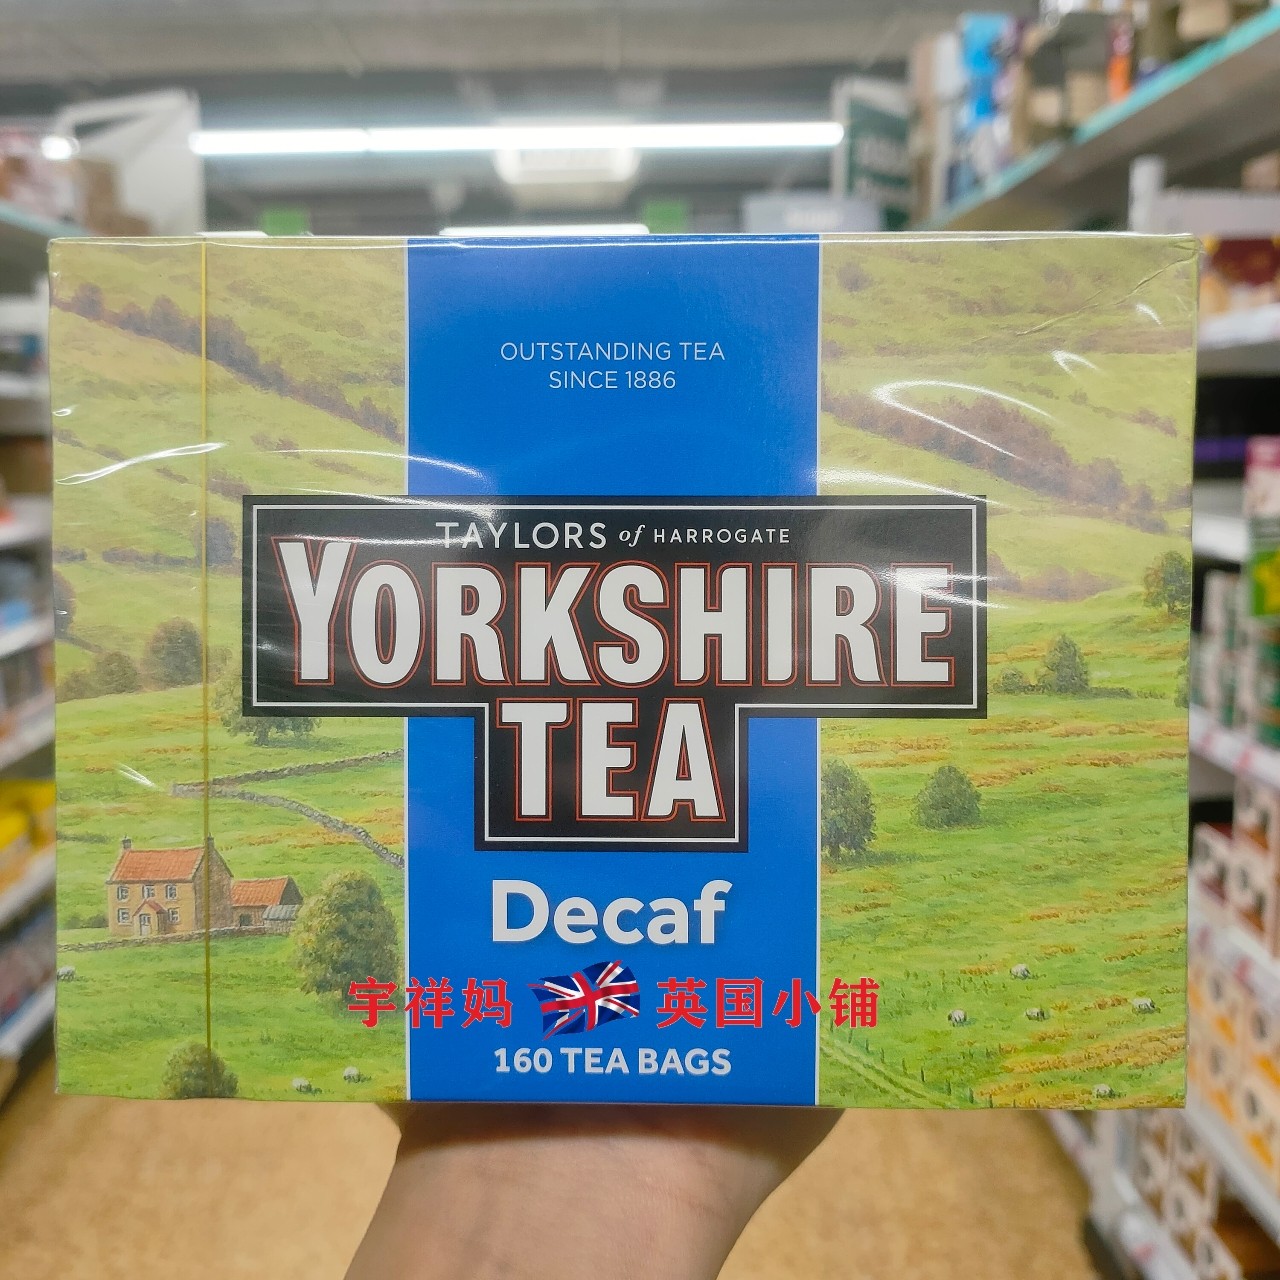 OUTSTANDING TEA
SINCE 1886
TAYLORS of HARROGATE
YORKSHIRE
TEA
Decaf
宇祥妈 英国小铺
160 TEA BAGS